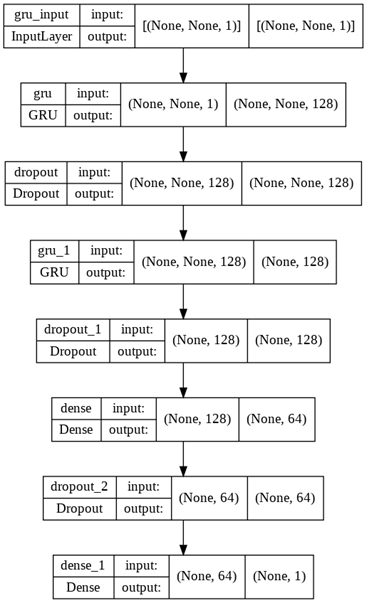 gru_input input: [(None, None, 1)] [(None, None, 1)]
InputLayer output:
gru input: (None, None, 1) (None, None, 128)
GRU output:
dropout input: (None, None, 128) (None, None, 128)
Dropout output:
gru_1 input: (None, None, 128) (None, 128)
GRU output:
dropout_1 input: (None, 128) (None, 128)
Dropout output:
dense input: (None, 128) (None, 64)
Dense output:
dropout_2 input: (None, 64) (None, 64)
Dropout output:
dense_1 input: (None, 64) (None, 1)
Dense output: